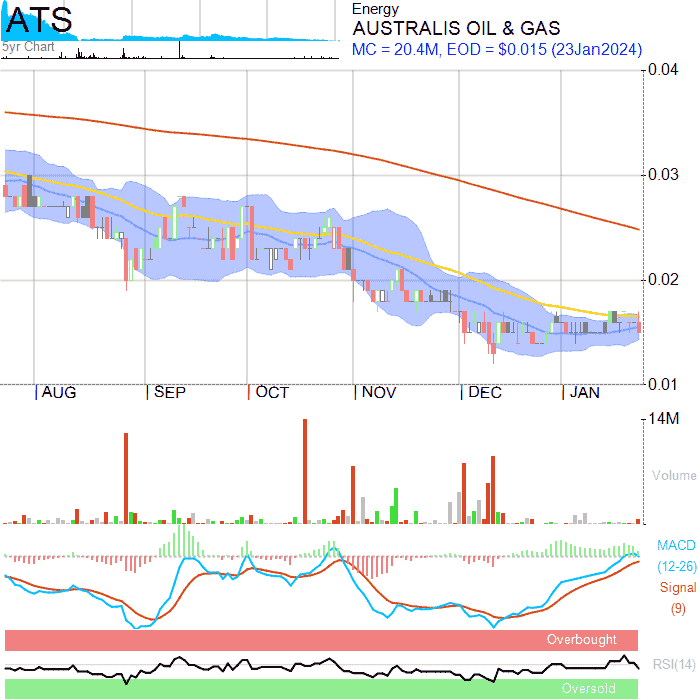 ATS
5yr Chart
Energy
AUSTRALIS OIL & GAS
MC = 20.4M, EOD = $0.015 (23Jan2024)
0.04
0.03
0.02
0.01
AUG SEP OCT NOV DEC JAN
14M
Volume
MACD
(12-26)
Signal
(9)
Overbought
RSI(14)
Oversold